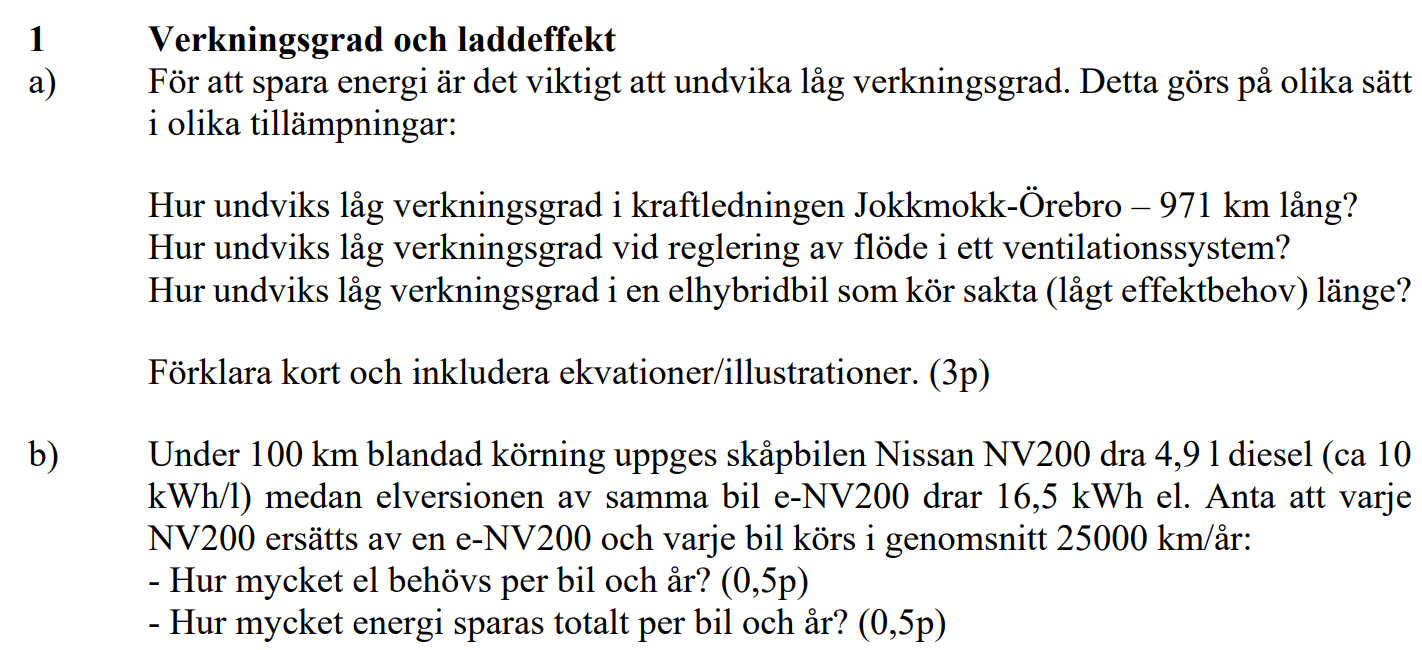 1 Verkningsgrad och laddeffekt
a) För att spara energi är det viktigt att undvika låg verkningsgrad. Detta görs på olika sätt
i olika tillämpningar:
Hur undviks låg verkningsgrad i kraftledningen Jokkmokk-Örebro – 971 km lång?
Hur undviks låg verkningsgrad vid reglering av flöde i ett ventilationssystem?
Hur undviks låg verkningsgrad i en elhybridbil som kör sakta (lågt effektbehov) länge?
Förklara kort och inkludera ekvationer/illustrationer. (3p)
b) Under 100 km blandad körning uppges skåpbilen Nissan NV200 dra 4,9 l diesel (ca 10
kWh/l) medan elversionen av samma bil e-NV200 drar 16,5 kWh el. Anta att varje
NV200 ersätts av en e-NV200 och varje bil körs i genomsnitt 25000 km/år:
- Hur mycket el behövs per bil och år? (0,5p)
- Hur mycket energi sparas totalt per bil och år? (0,5p)